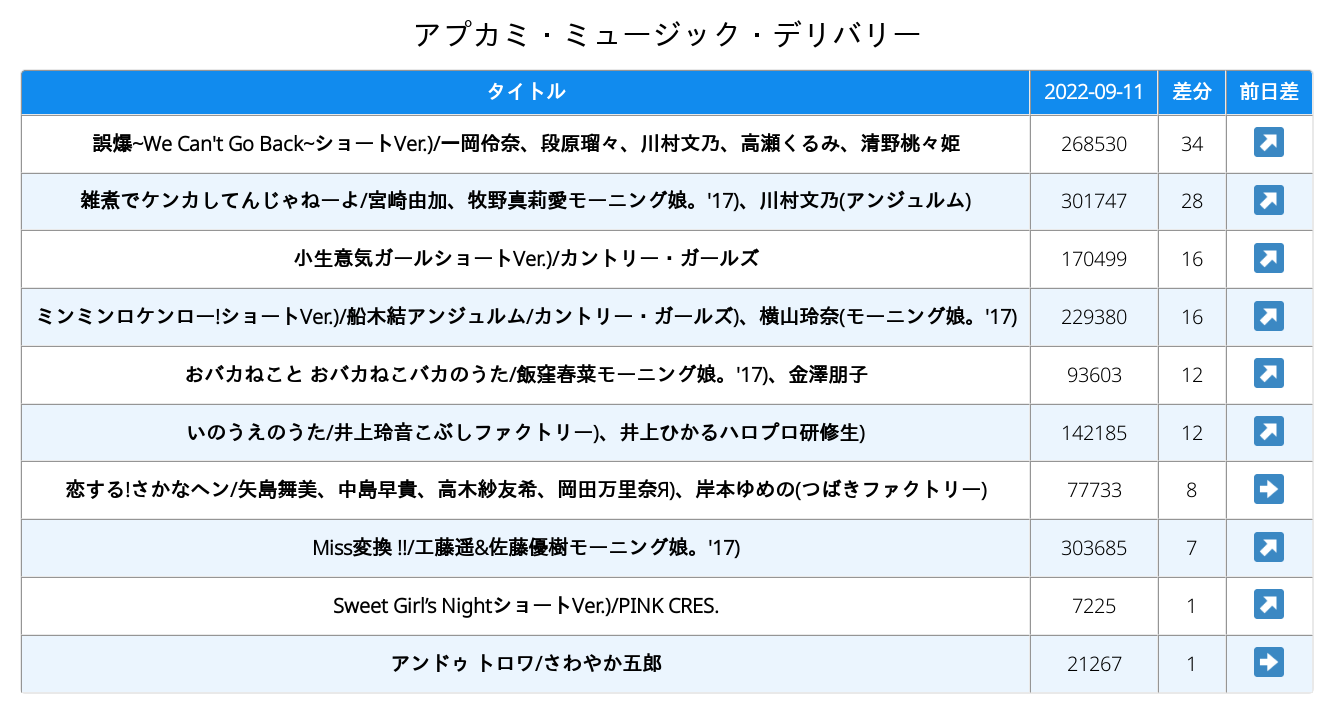 アプカミ・ミュージック・デリバリー
タイトル 2022-09-11 差分 前日差
誤爆~We Can't Go Back~ショートVer.)/一岡伶奈、段原瑠々、川村文乃、高瀬くるみ、清野桃々姫 268530 34
雑煮でケンカしてんじゃねーよ/宮崎由加、牧野真莉愛モーニング娘。'17)、川村文乃(アンジュルム) 301747 28
小生意気ガールショートVer.)/カントリー・ガールズ 170499 16
ミンミンロケンロー!ショートVer.)/船木結アンジュルム/カントリー・ガールズ)、横山玲奈(モーニング娘。'17) 229380 16
おバカねこと おバカねこバカのうた/飯窪春菜モーニング娘。'17)、金澤朋子 93603 12
いのうえのうた/井上玲音こぶしファクトリー)、井上ひかるハロプロ研修生) 142185 12
恋する!さかなヘン/矢島舞美、中島早貴、高木紗友希、岡田万里奈Я)、岸本ゆめの(つばきファクトリー) 77733 8
Miss変換 !!/工藤遥&佐藤優樹モーニング娘。'17) 303685 7
Sweet Girl’s NightショートVer.)/PINK CRES. 7225 1
アンドゥ トロワ/さわやか五郎 21267 1